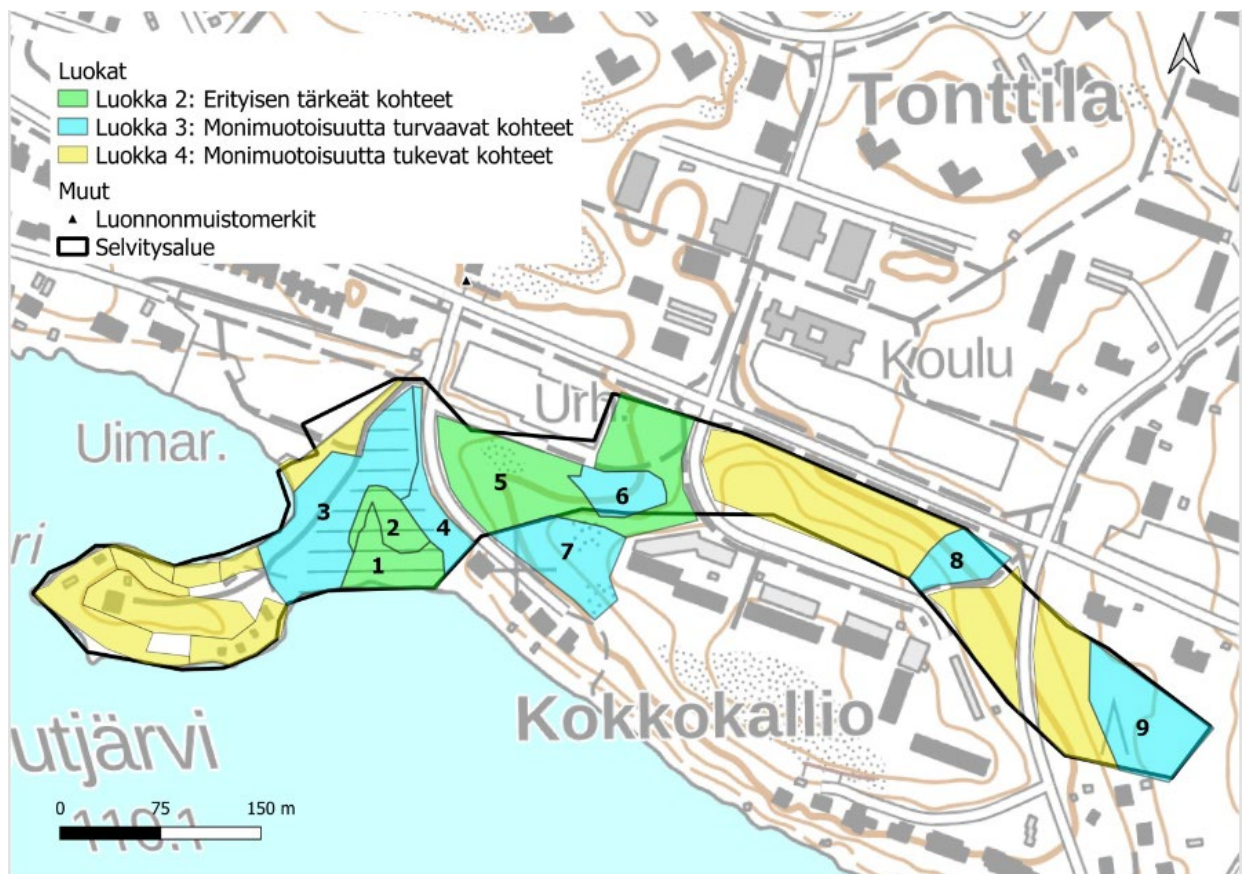 Luokat
Luokka 2: Erityisen tärkeät kohteet
Luokka 3: Monimuotoisuutta turvaavat kohteet
Luokka 4: Monimuotoisuutta tukevat kohteet
Muut
Luonnonmuistomerkit
Selvitysalue
Tonttila
Koulu
Urh.
Uimar.
ri
5
6
3
2
4
7
1
8
9
Kokkokallio
utjärvi
0 75 150 m
110.1